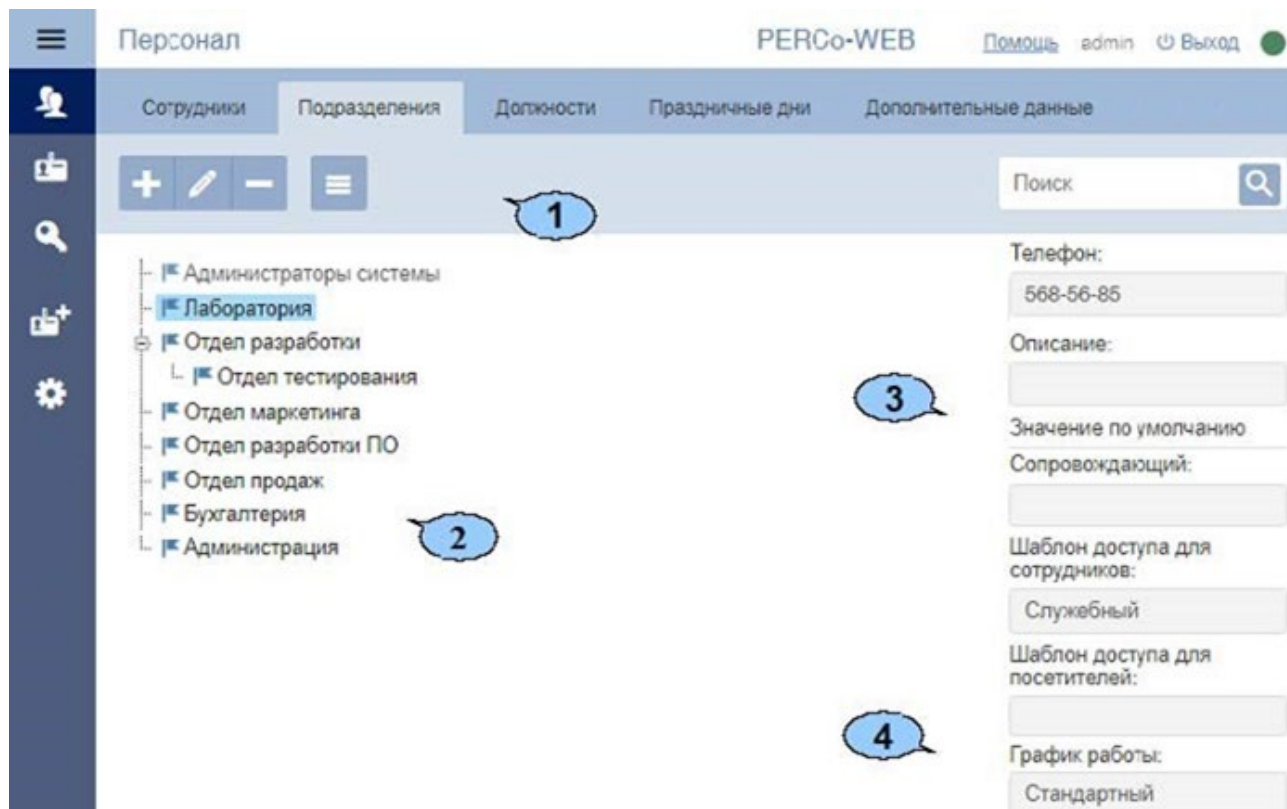 Персонал PERCo-WEB Помощь admin Выход
Сотрудники Подразделения Должности Праздничные дни Дополнительные данные
Поиск
1
Администраторы системы
Лаборатория
Отдел разработки
Отдел тестирования
Отдел маркетинга
Отдел разработки ПО
Отдел продаж
Бухгалтерия
Администрация
2
Телефон:
568-56-85
Описание:
3
Значение по умолчанию
Сопровождающий:
Шаблон доступа для
сотрудников:
Служебный
Шаблон доступа для
посетителей:
4
График работы:
Стандартный